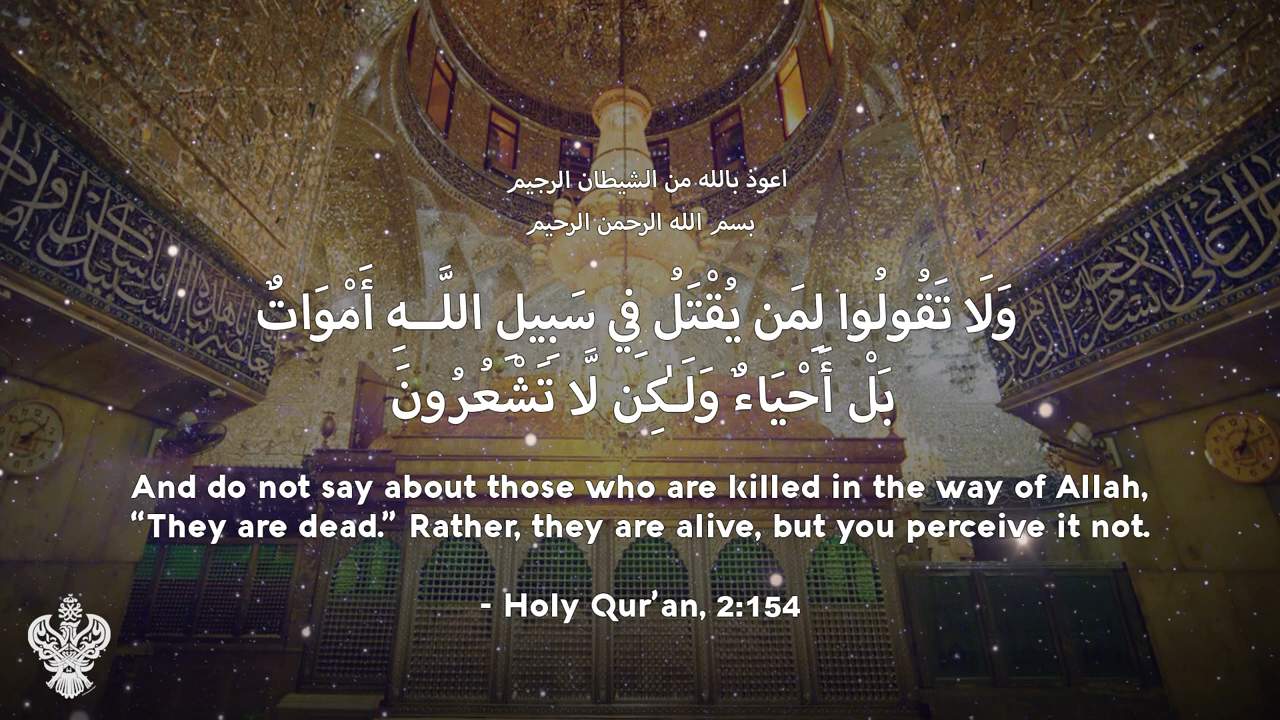 اعوذ بالله من الشيطان الرجيم
بسم الله الرحمن الرحيم
وَلَا تَقُولُوا لِمَن يُقْتَلُ فِي سَبِيلِ اللَّـهِ أَمْوَاتٌ
بَلْ أَحْيَاءٌ وَلَـٰكِن لَّا تَشْعُرُونَ
And do not say about those who are killed in the way of Allah,
“They are dead.” Rather, they are alive, but you perceive it not.
- Holy Qur’an, 2:154